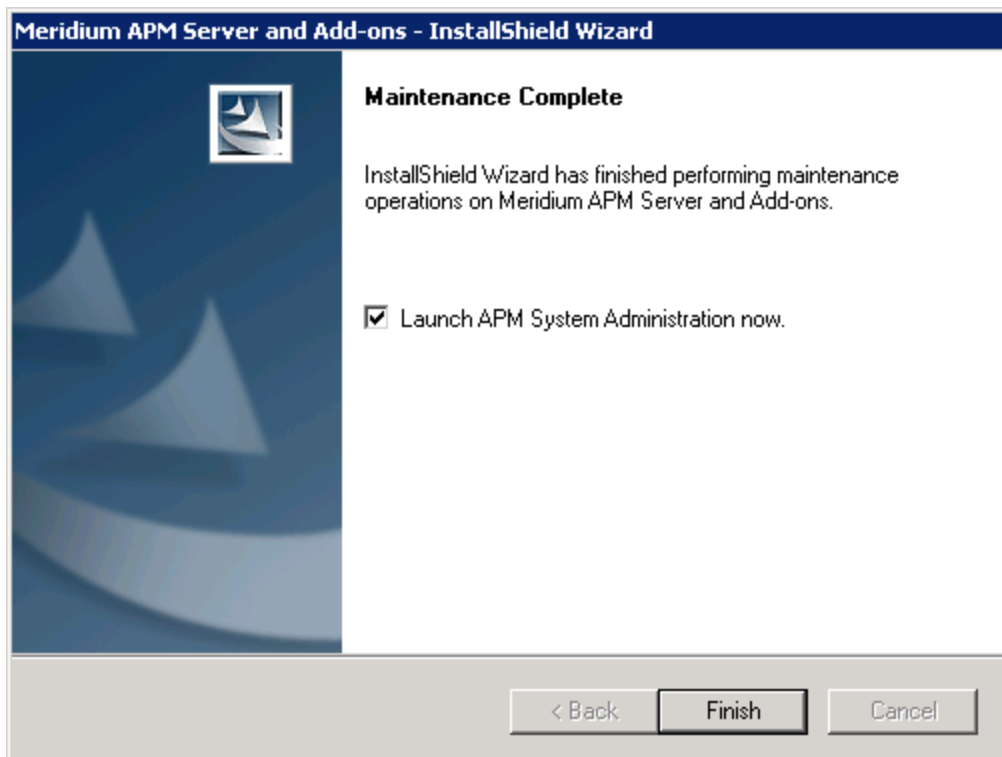 Meridium APM Server and Add-ons - InstallShield Wizard
Maintenance Complete
InstallShield Wizard has finished performing maintenance
operations on Meridium APM Server and Add-ons.
Launch APM System Administration now.
< Back Finish Cancel